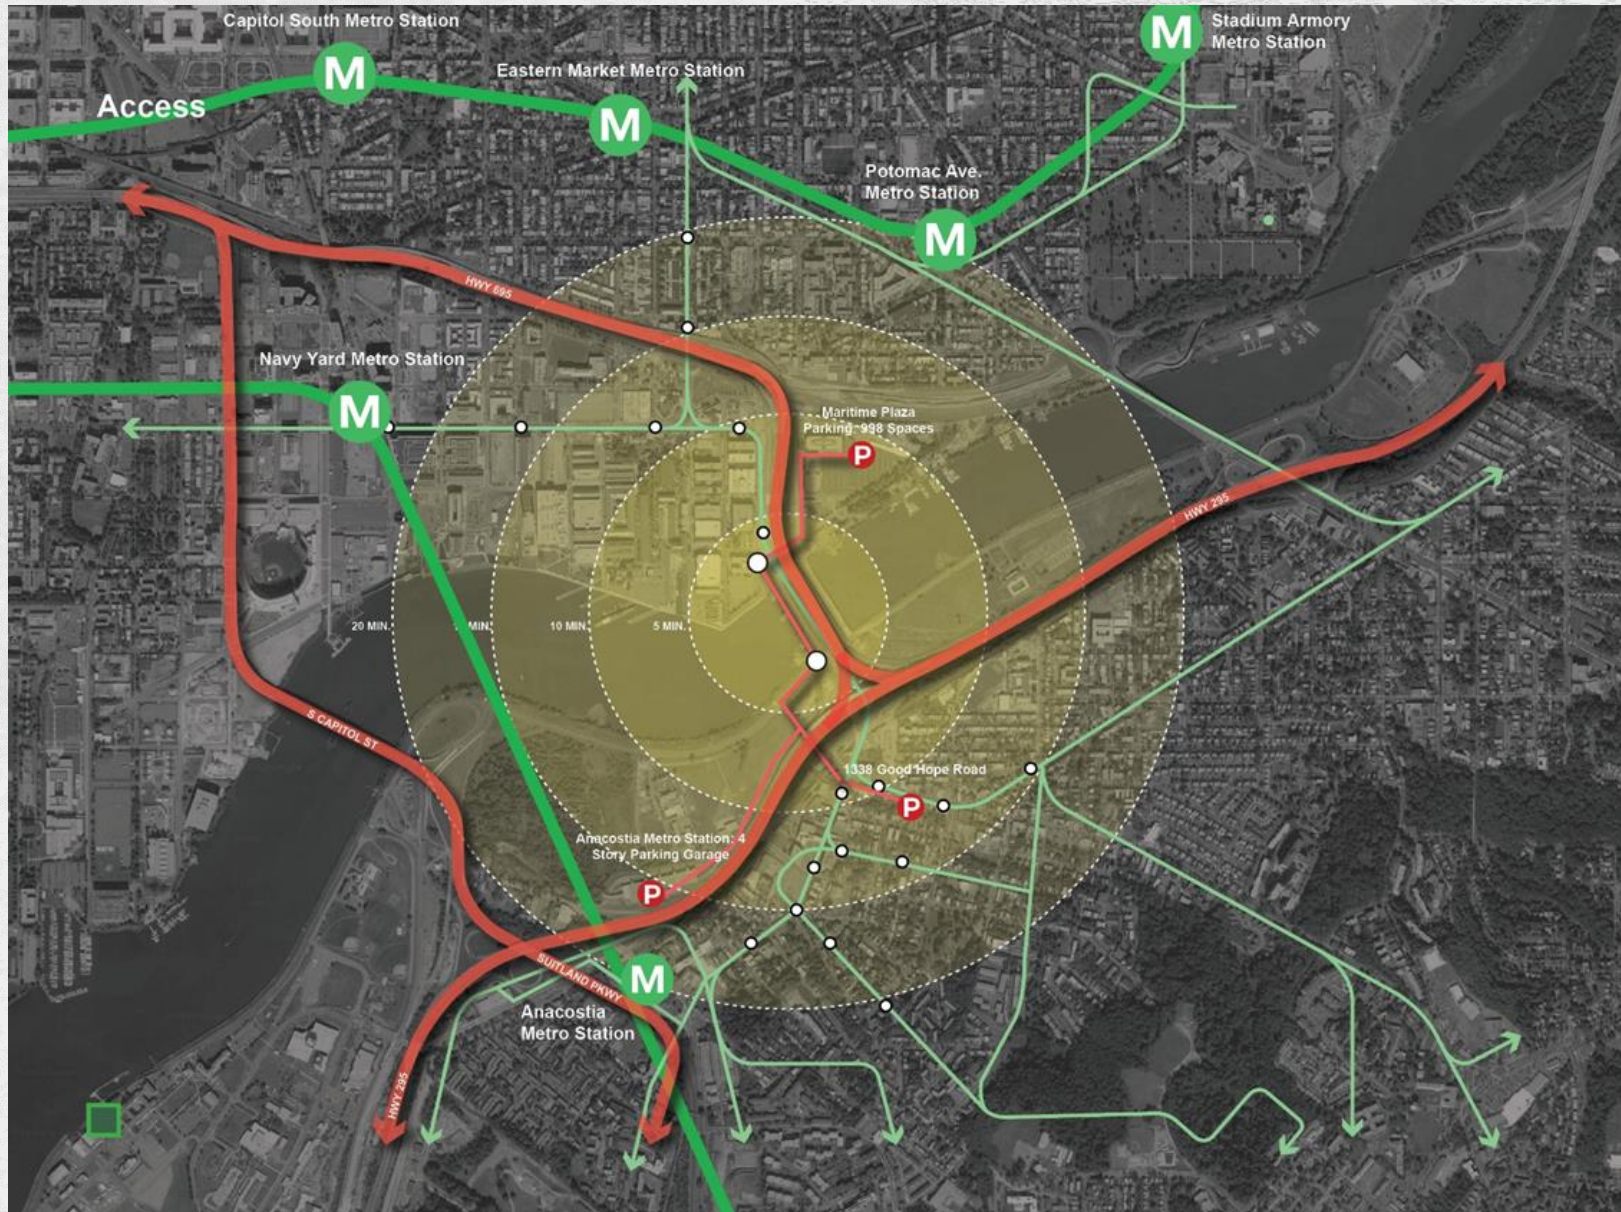 Capitol South Metro Station
M
Stadium Armory
Metro Station
M
Eastern Market Metro Station
M
Access
Potomac Ave.
Metro Station
M
HWY 695
Navy Yard Metro Station
M
Maritime Plaza
Parking: 998 Spaces
P
HWY 295
20 MIN.
MIN.
10 MIN.
5 MIN.
S CAPITOL ST
1338 Good Hope Road
P
Anacostia Metro Station: 4
Story Parking Garage
P
SUITLAND PKWY
M
Anacostia
Metro Station
HWY 295